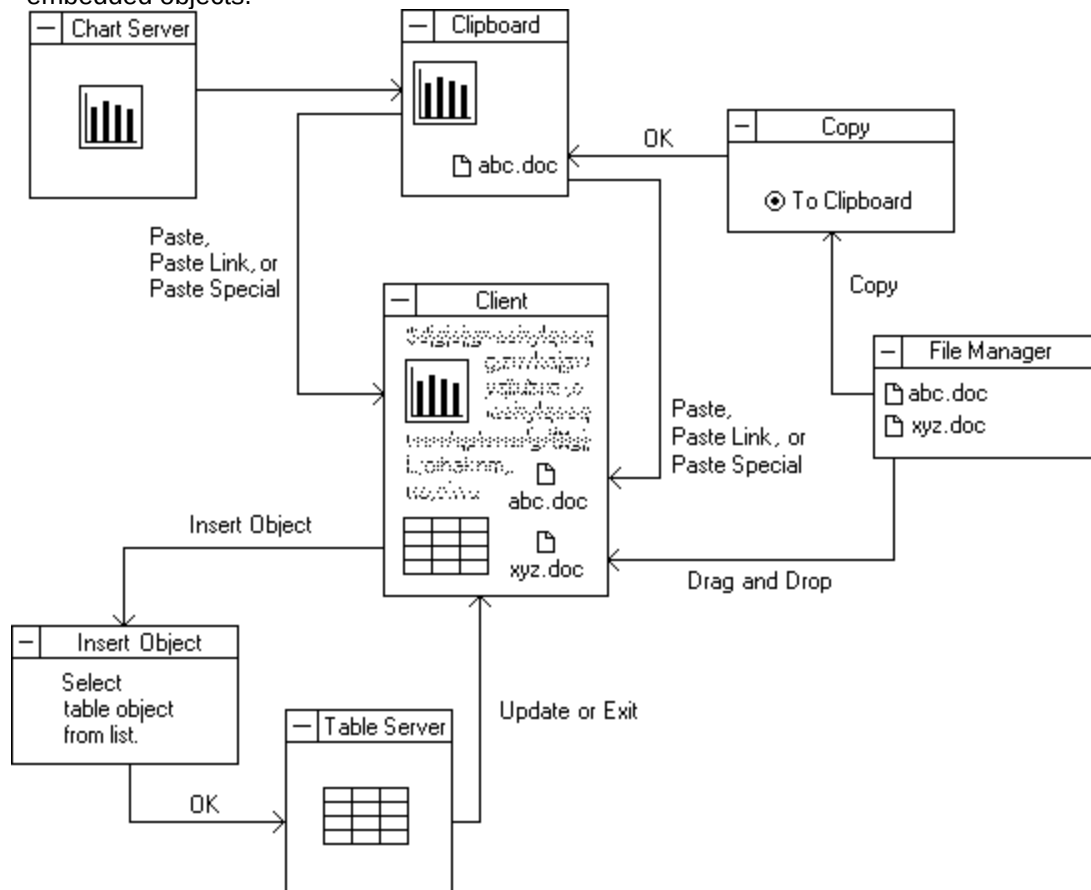 embedded objects.
Chart Server
Clipboard
abc.doc
OK
Copy
To Clipboard
Paste,
Paste Link, or
Paste Special
Copy
Client
File Manager
abc.doc
xyz.doc
Paste,
Paste Link, or
Paste Special
abc.doc
xyz.doc
Insert Object
Drag and Drop
Insert Object
Select
table object
from list.
Update or Exit
Table Server
OK